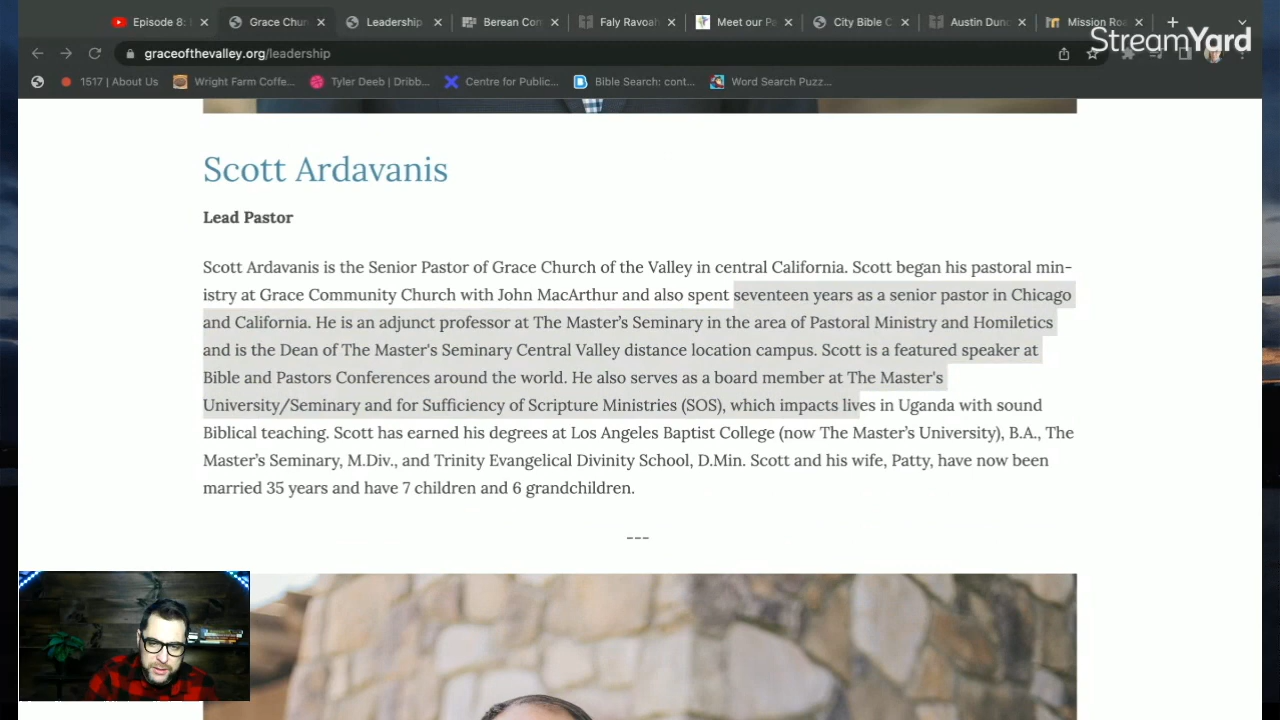 Episode 8:
Grace Chur
Leadership
Berean Con
Faly Ravoah
Meet our Pa
City Bible C
Austin Dunc
Mission Roa
StreamYard
graceofthevalley.org/leadership
1517 | About Us
Wright Farm Coffe...
Tyler Deeb | Dribb...
Centre for Public...
Bible Search: cont...
Word Search Puzz...
Scott Ardavanis
Lead Pastor
Scott Ardavanis is the Senior Pastor of Grace Church of the Valley in central California. Scott began his pastoral min-
istry at Grace Community Church with John MacArthur and also spent seventeen years as a senior pastor in Chicago
and California. He is an adjunct professor at The Master’s Seminary in the area of Pastoral Ministry and Homiletics
and is the Dean of The Master's Seminary Central Valley distance location campus. Scott is a featured speaker at
Bible and Pastors Conferences around the world. He also serves as a board member at The Master's
University/Seminary and for Sufficiency of Scripture Ministries (SOS), which impacts lives in Uganda with sound
Biblical teaching. Scott has earned his degrees at Los Angeles Baptist College (now The Master’s University), B.A., The
Master’s Seminary, M.Div., and Trinity Evangelical Divinity School, D.Min. Scott and his wife, Patty, have now been
married 35 years and have 7 children and 6 grandchildren.
---